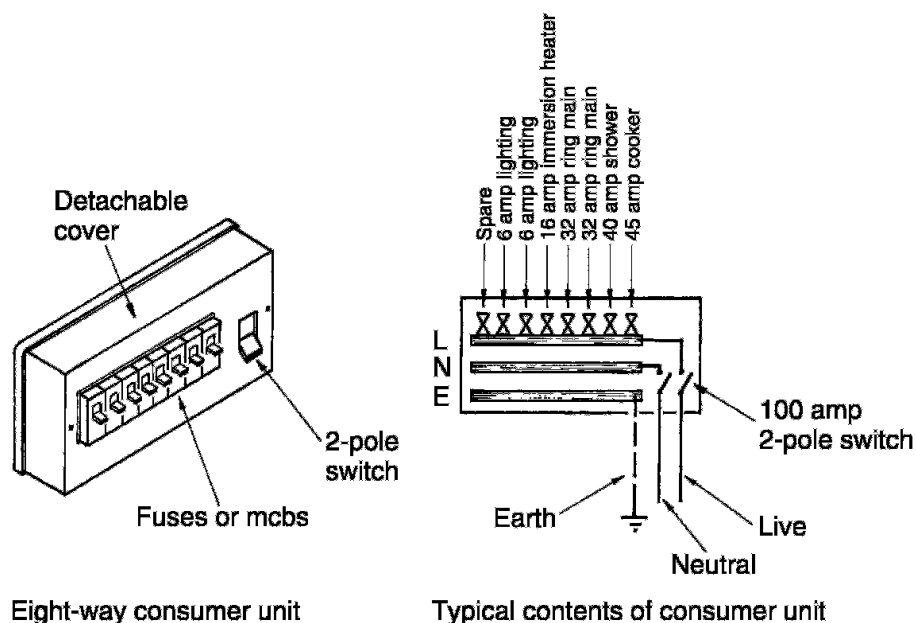 Detachable
cover
2-pole
switch
Fuses or mcbs
Eight-way consumer unit
Spare
6 amp lighting
6 amp lighting
16 amp immersion heater
32 amp ring main
32 amp ring main
40 amp shower
45 amp cooker
L
N
E
100 amp
2-pole switch
Earth
Live
Neutral
Typical contents of consumer unit